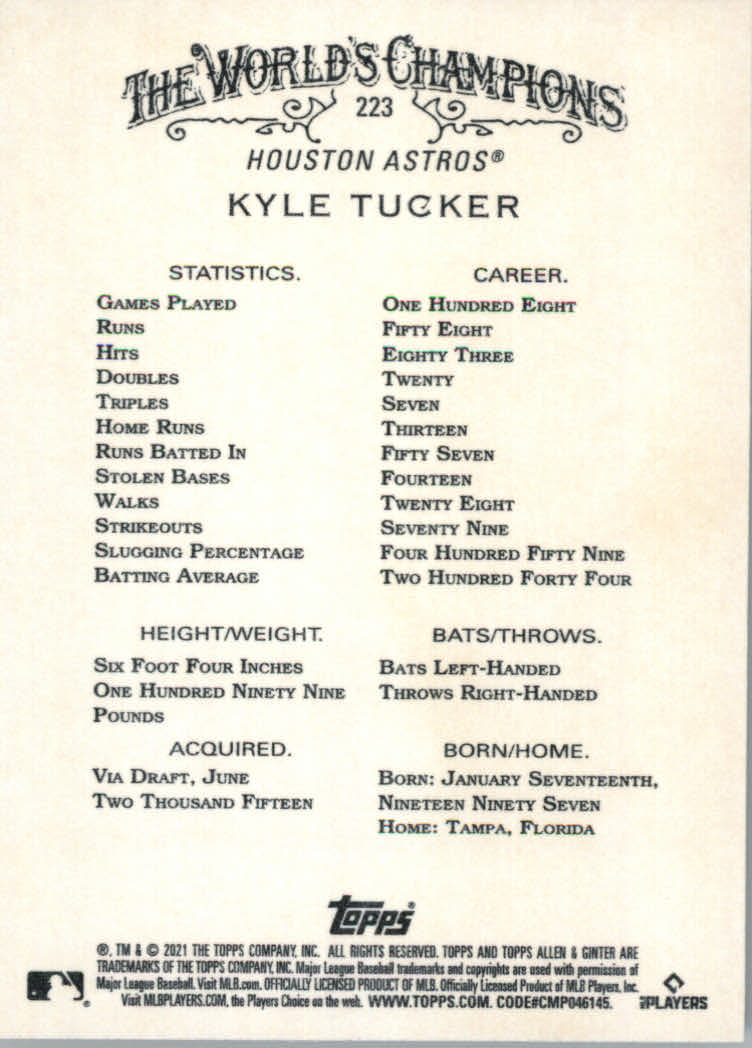 THE WORLD'S CHAMPIONS
223
HOUSTON ASTROS®
KYLE TUCKER
STATISTICS. CAREER.
GAMES PLAYED ONE HUNDRED EIGHT
RUNS FIFTY EIGHT
HITS EIGHTY THREE
DOUBLES TWENTY
TRIPLES SEVEN
HOME RUNS THIRTEEN
RUNS BATTED IN FIFTY SEVEN
STOLEN BASES FOURTEEN
WALKS TWENTY EIGHT
STRIKEOUTS SEVENTY NINE
SLUGGING PERCENTAGE FOUR HUNDRED FIFTY NINE
BATTING AVERAGE TWO HUNDRED FORTY FOUR
HEIGHT/WEIGHT.
SIX FOOT FOUR INCHES
ONE HUNDRED NINETY NINE
POUNDS
BATS/THROWS.
BATS LEFT-HANDED
THROWS RIGHT-HANDED
ACQUIRED.
VIA DRAFT, JUNE
TWO THOUSAND FIFTEEN
BORN/HOME.
BORN: JANUARY SEVENTEENTH,
NINETEEN NINETY SEVEN
HOME: TAMPA, FLORIDA
topps®
®, TM & © 2021 THE TOPPS COMPANY, INC. ALL RIGHTS RESERVED. TOPPS AND TOPPS ALLEN & GINTER ARE
TRADEMARKS OF THE TOPPS COMPANY, INC. Major League Baseball trademarks and copyrights are used with permission of
Major League Baseball. Visit MLB.com. OFFICIALLY LICENSED PRODUCT OF MLB. Officially Licensed Product of MLB Players, Inc.
Visit MLBPLAYERS.COM, the Players Choice on the web. WWW.TOPPS.COM. CODE#CMP046145.
MLBPLAYERS